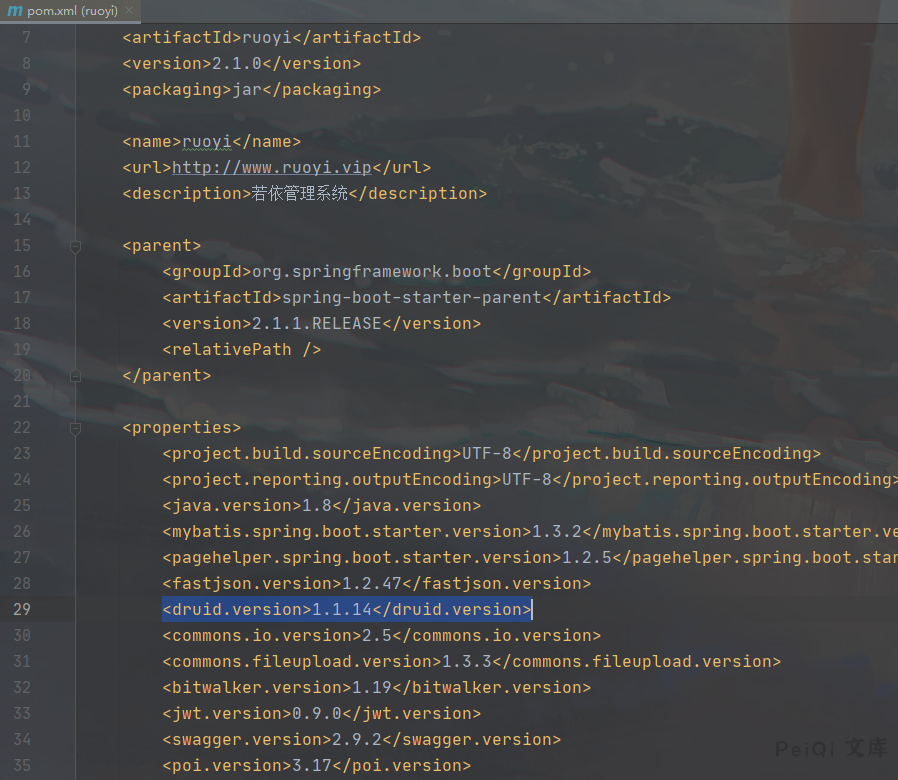 pom.xml (ruoyi)
7 <artifactId>ruoyi</artifactId>
8 <version>2.1.0</version>
9 <packaging>jar</packaging>
10
11 <name>ruoyi</name>
12 <url>http://www.ruoyi.vip</url>
13 <description>若依管理系统</description>
14
15 <parent>
16 <groupId>org.springframework.boot</groupId>
17 <artifactId>spring-boot-starter-parent</artifactId>
18 <version>2.1.1.RELEASE</version>
19 <relativePath />
20 </parent>
21
22 <properties>
23 <project.build.sourceEncoding>UTF-8</project.build.sourceEncoding>
24 <project.reporting.outputEncoding>UTF-8</project.reporting.outputEncoding>
25 <java.version>1.8</java.version>
26 <mybatis.spring.boot.starter.version>1.3.2</mybatis.spring.boot.starter.ve
27 <pagehelper.spring.boot.starter.version>1.2.5</pagehelper.spring.boot.star
28 <fastjson.version>1.2.47</fastjson.version>
29 <druid.version>1.1.14</druid.version>
30 <commons.io.version>2.5</commons.io.version>
31 <commons.fileupload.version>1.3.3</commons.fileupload.version>
32 <bitwalker.version>1.19</bitwalker.version>
33 <jwt.version>0.9.0</jwt.version>
34 <swagger.version>2.9.2</swagger.version>
35 <poi.version>3.17</poi.version>
PeiQi 文库